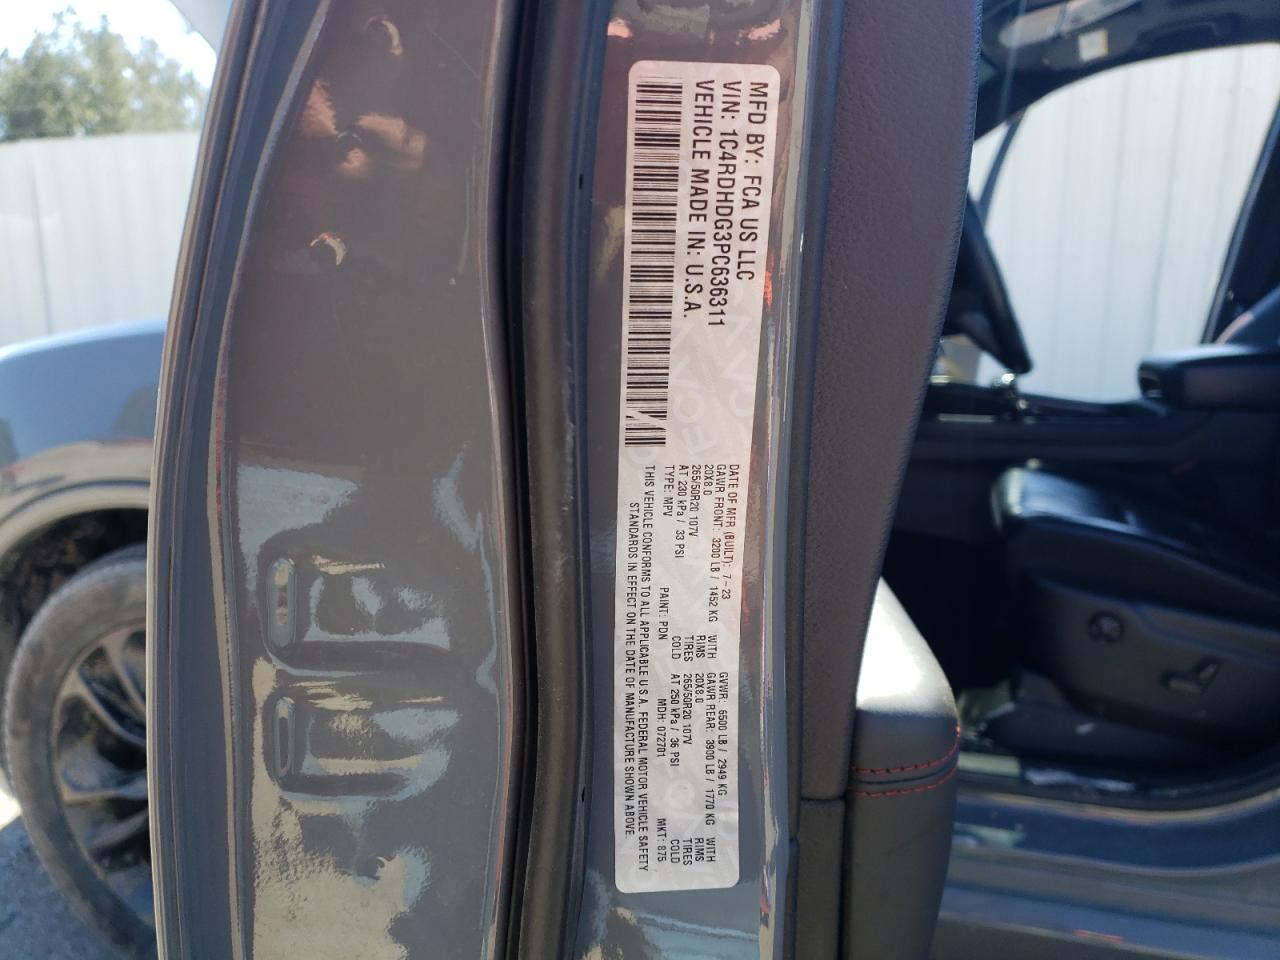 MFD BY: FCA US LLC
VIN: 1C4RDHDG3PC636311
VEHICLE MADE IN: U.S.A.
DATE OF MFR (BUILT): 7-23 GVWR: 6500 LB / 2949 KG
GAWR FRONT: 3200 LB / 1452 KG WITH GAWR REAR: 3900 LB / 1770 KG WITH
20X8.0 RIMS 20X8.0 RIMS
265/50R20 107V TIRES 265/50R20 107V TIRES
AT 230 kPa / 33 PSI COLD AT 250 kPa / 36 PSI COLD
TYPE: MPV PAINT: PDN MDH: 072701 MKT: 875
THIS VEHICLE CONFORMS TO ALL APPLICABLE U.S.A. FEDERAL MOTOR VEHICLE SAFETY
STANDARDS IN EFFECT ON THE DATE OF MANUFACTURE SHOWN ABOVE.